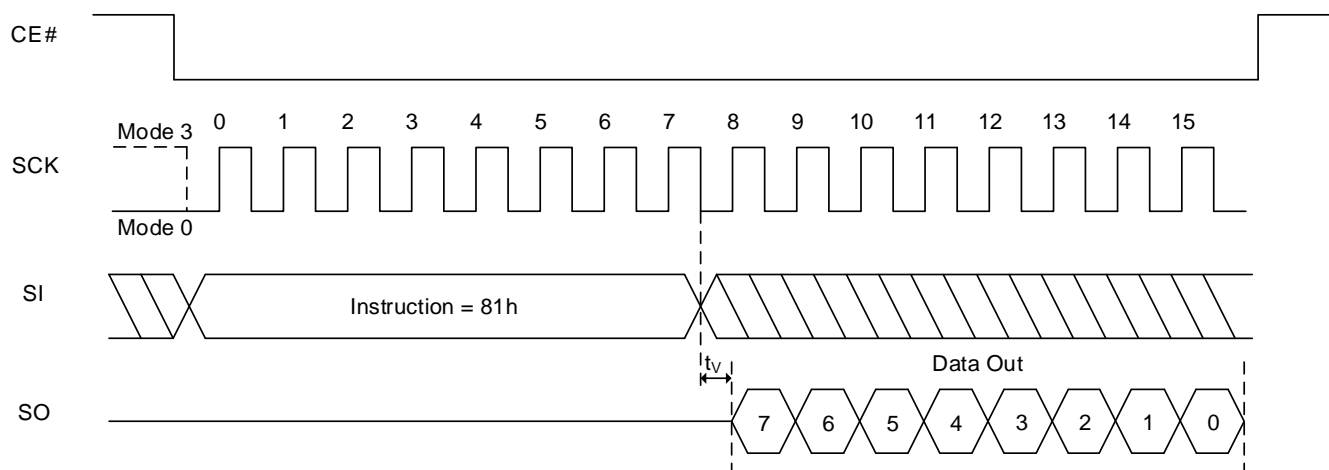 CE#
Mode 3 0 1 2 3 4 5 6 7 8 9 10 11 12 13 14 15
SCK
Mode 0
SI Instruction = 81h
tV Data Out
SO 7 6 5 4 3 2 1 0